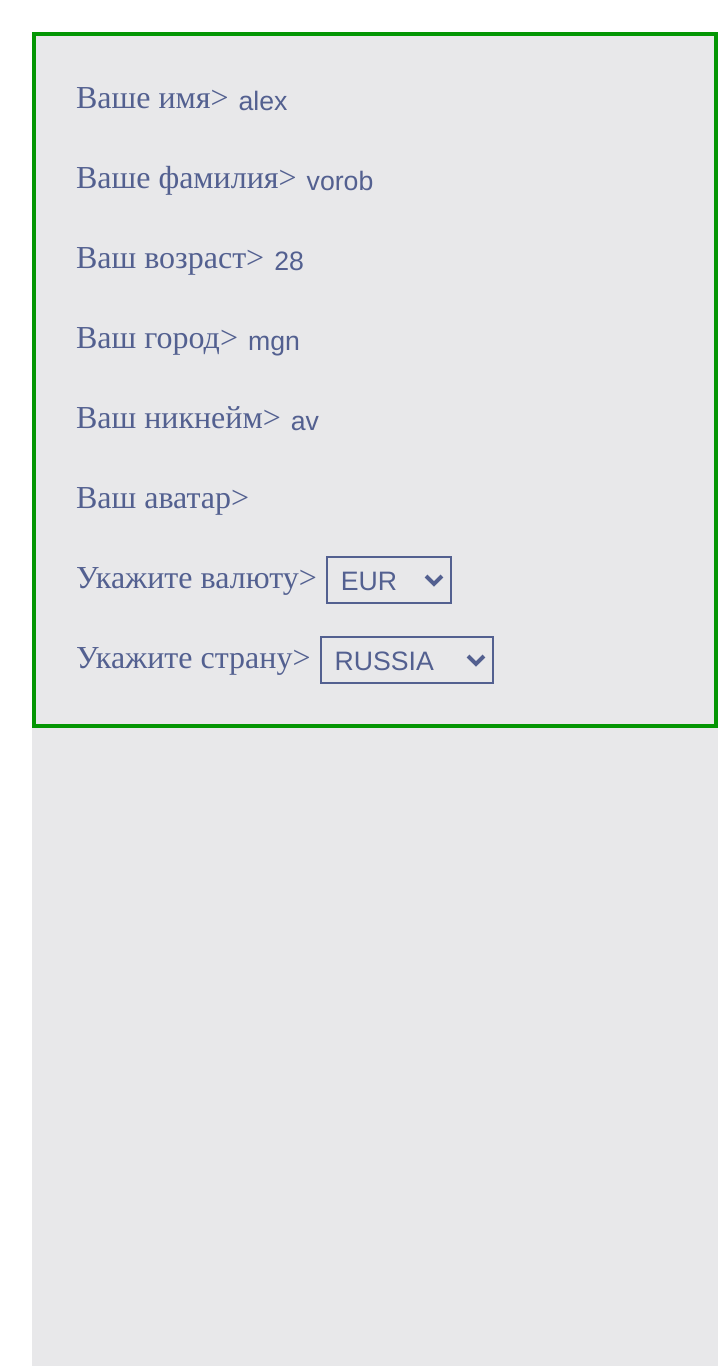 Ваше имя> alex
Ваше фамилия> vorob
Ваш возраст> 28
Ваш город> mgn
Ваш никнейм> av
Ваш аватар>
Укажите валюту> EUR
Укажите страну> RUSSIA